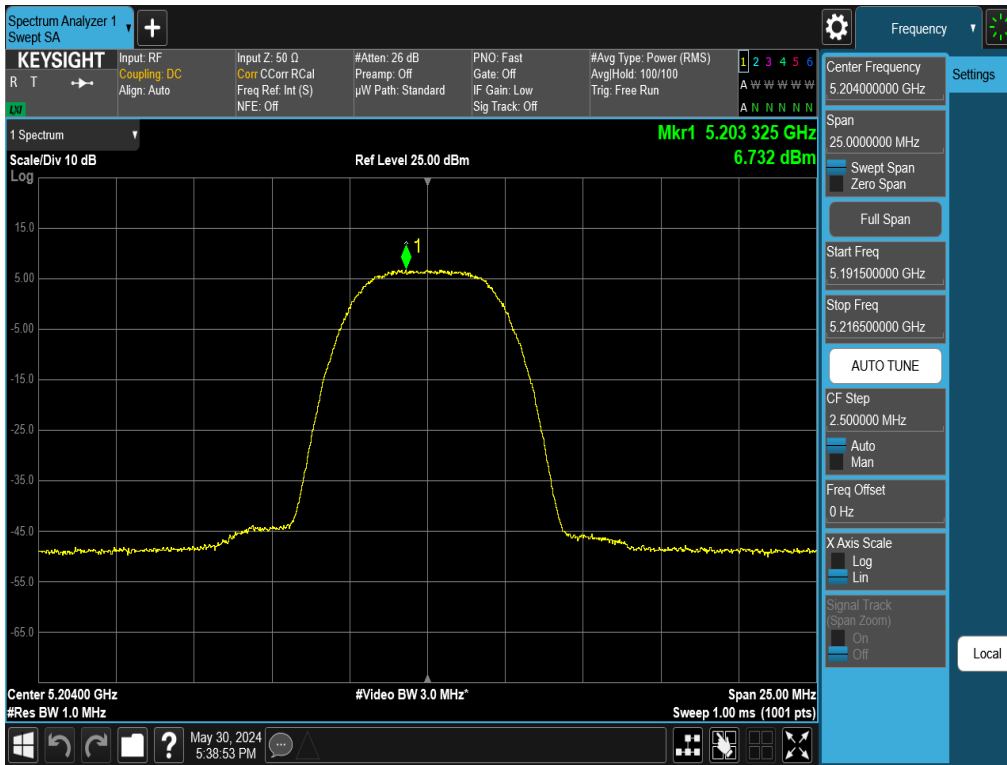 Spectrum Analyzer 1
Swept SA
+
Frequency
KEYSIGHT
R T
LXI
Input: RF
Coupling: DC
Align: Auto
Input Z: 50 Ω
Corr CCorr RCal
Freq Ref: Int (S)
NFE: Off
#Atten: 26 dB
Preamp: Off
µW Path: Standard
PNO: Fast
Gate: Off
IF Gain: Low
Sig Track: Off
#Avg Type: Power (RMS)
Avg|Hold: 100/100
Trig: Free Run
1 2 3 4 5 6
A W W W W W
A N N N N N
1 Spectrum
Scale/Div 10 dB
Log
Ref Level 25.00 dBm
Mkr1 5.203 325 GHz
6.732 dBm
1
15.0
5.00
-5.00
-15.0
-25.0
-35.0
-45.0
-55.0
-65.0
Center 5.20400 GHz
#Res BW 1.0 MHz
#Video BW 3.0 MHz*
Span 25.00 MHz
Sweep 1.00 ms (1001 pts)
Center Frequency
5.204000000 GHz
Settings
Span
25.0000000 MHz
Swept Span
Zero Span
Full Span
Start Freq
5.191500000 GHz
Stop Freq
5.216500000 GHz
AUTO TUNE
CF Step
2.500000 MHz
Auto
Man
Freq Offset
0 Hz
X Axis Scale
Log
Lin
Signal Track
(Span Zoom)
On
Off
Local
?
May 30, 2024
5:38:53 PM